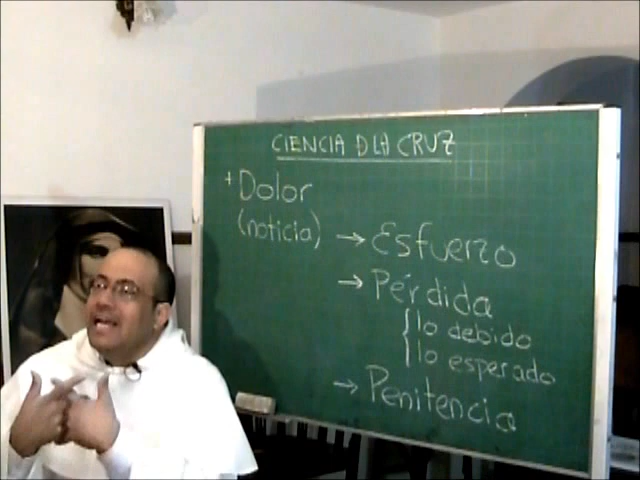 CIENCIA D LA CRUZ
+ Dolor
(noticia) → Esfuerzo
→ Pérdida
{ lo debido
lo esperado
→ Penitencia